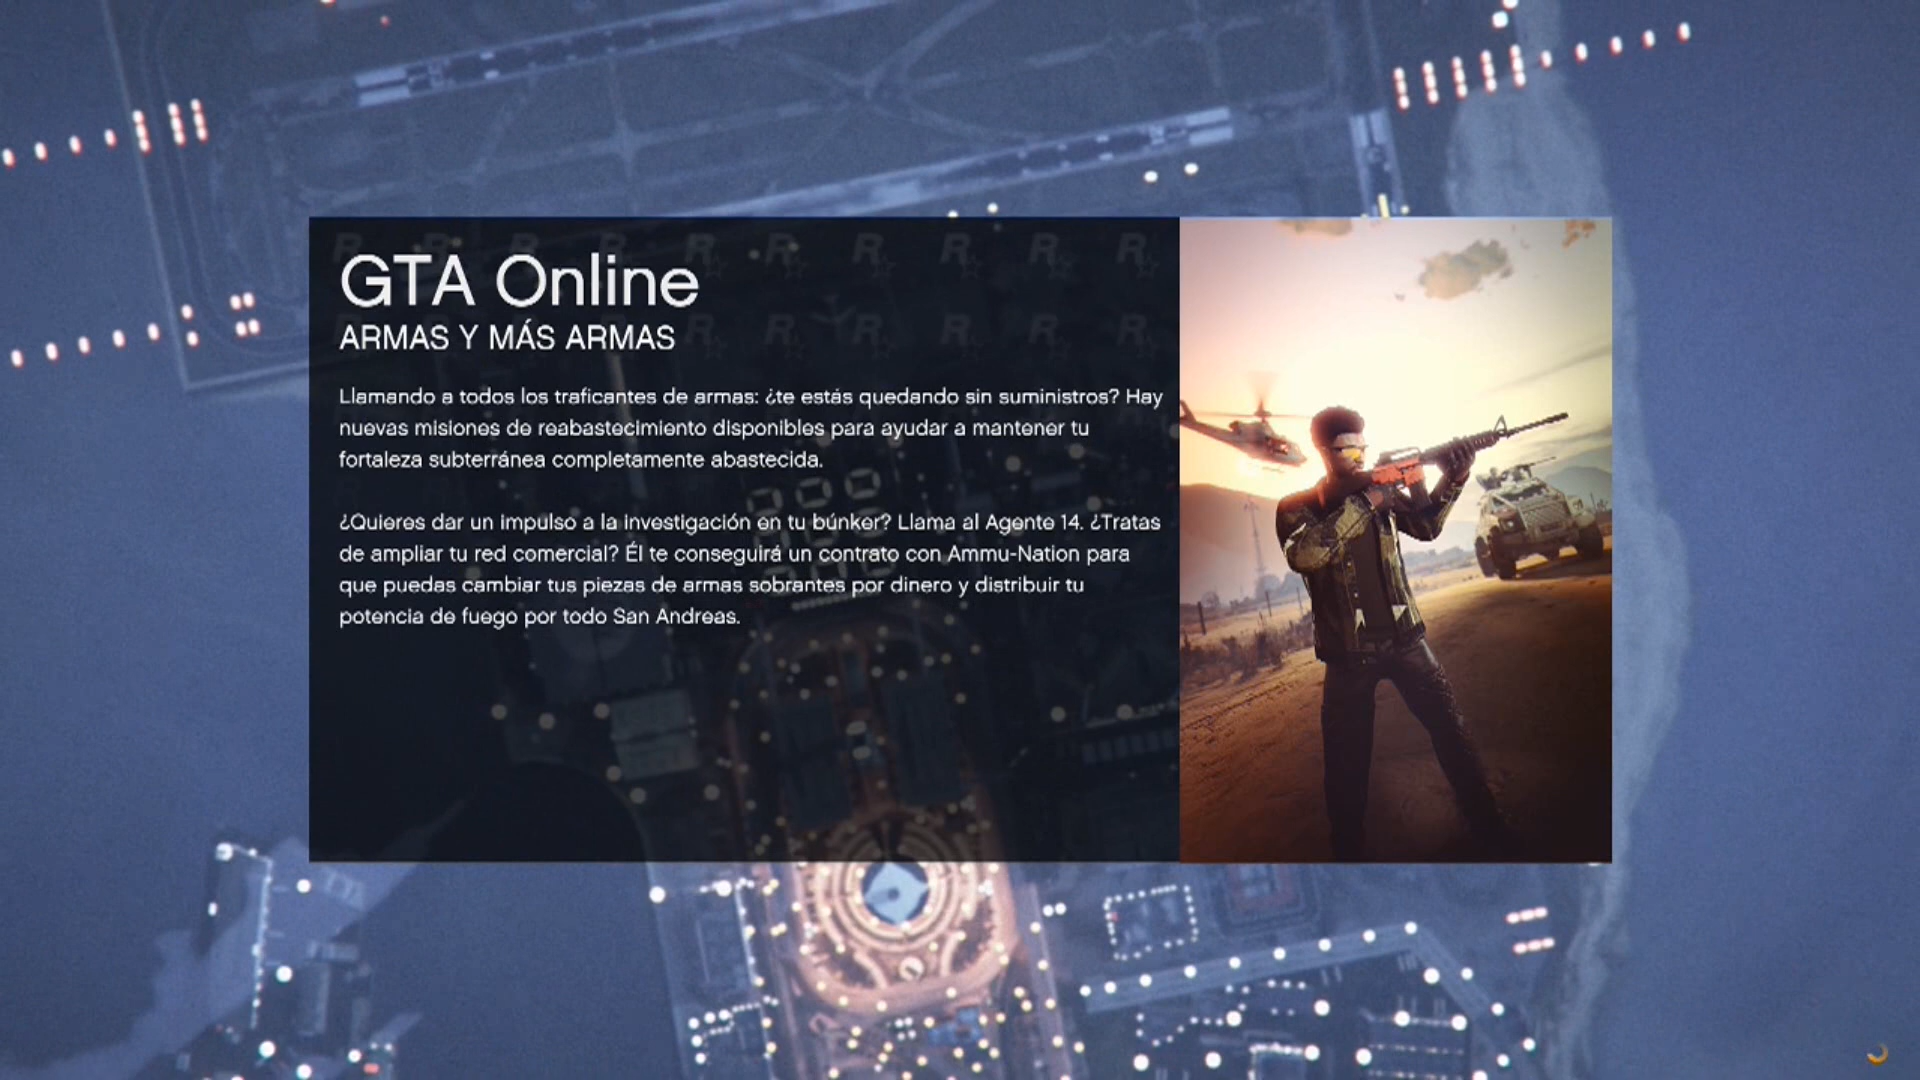 GTA Online
ARMAS Y MÁS ARMAS
Llamando a todos los traficantes de armas: ¿te estás quedando sin suministros? Hay
nuevas misiones de reabastecimiento disponibles para ayudar a mantener tu
fortaleza subterránea completamente abastecida.
¿Quieres dar un impulso a la investigación en tu búnker? Llama al Agente 14. ¿Tratas
de ampliar tu red comercial? Él te conseguirá un contrato con Ammu-Nation para
que puedas cambiar tus piezas de armas sobrantes por dinero y distribuir tu
potencia de fuego por todo San Andreas.